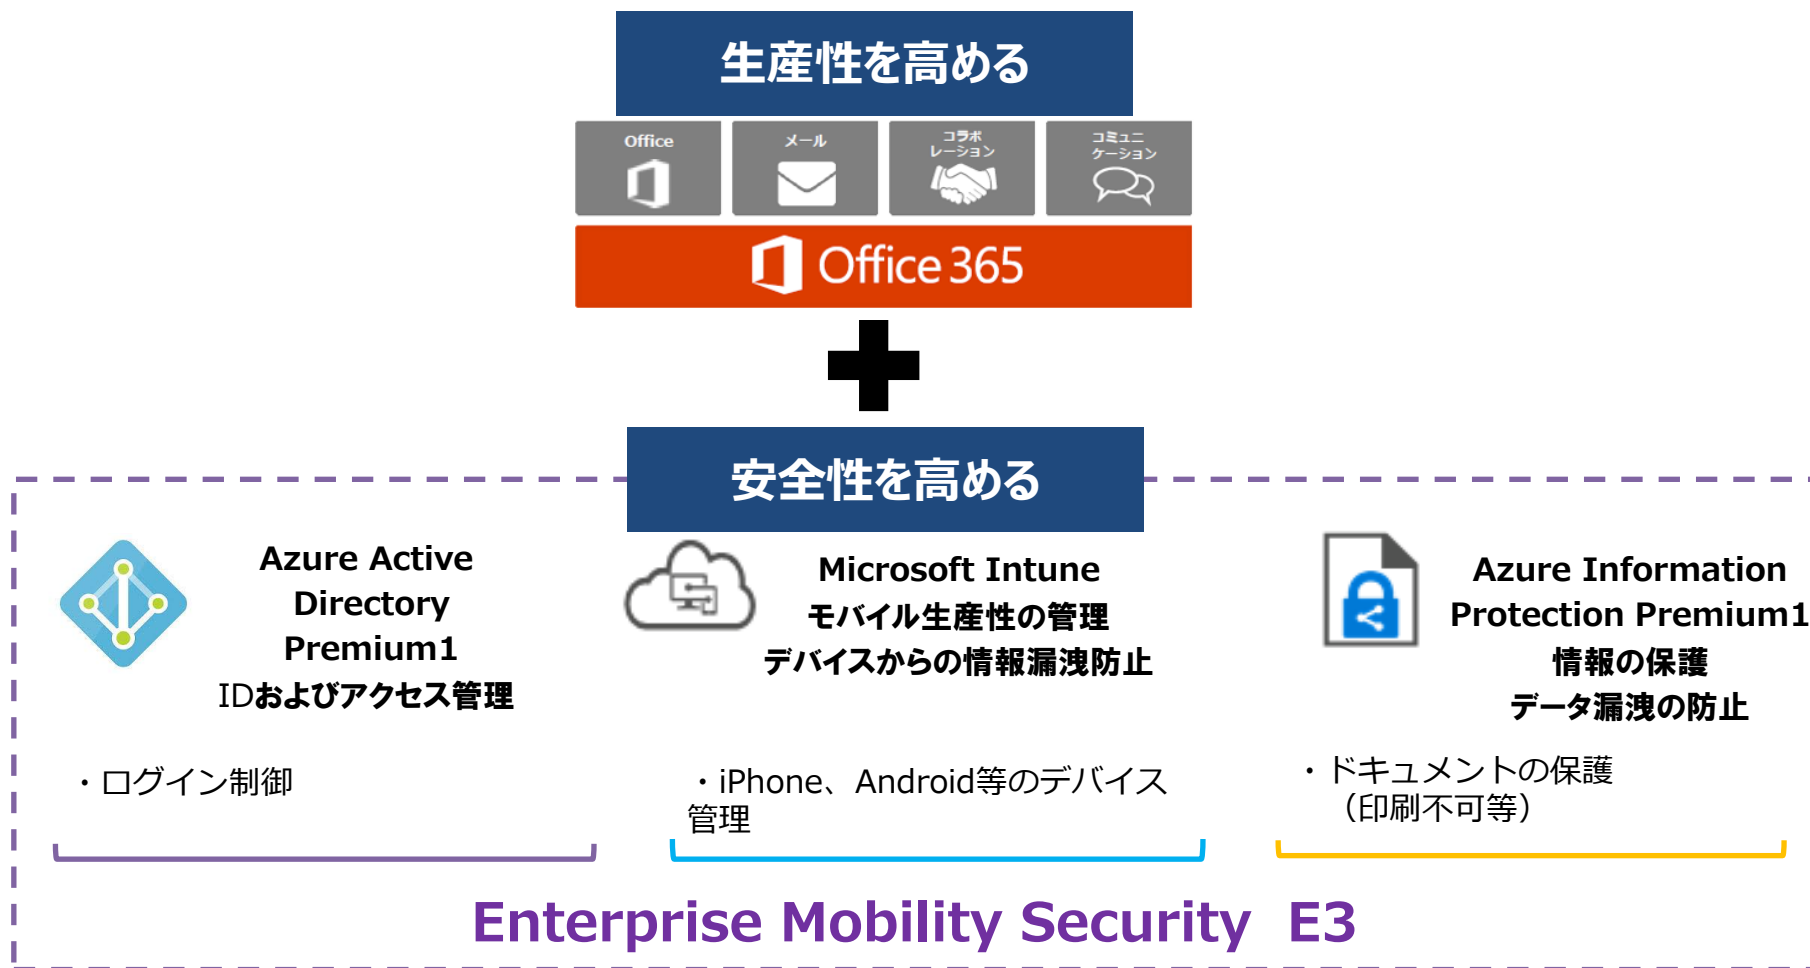 生産性を高める
Office
メール
コラボ
レーション
コミュニ
ケーション
Office 365
安全性を高める
Azure Active
Directory
Premium1
IDおよびアクセス管理
・ログイン制御
Microsoft Intune
モバイル生産性の管理
デバイスからの情報漏洩防止
・iPhone、Android等のデバイス
管理
Azure Information
Protection Premium1
情報の保護
データ漏洩の防止
・ドキュメントの保護
（印刷不可等）
Enterprise Mobility Security E3